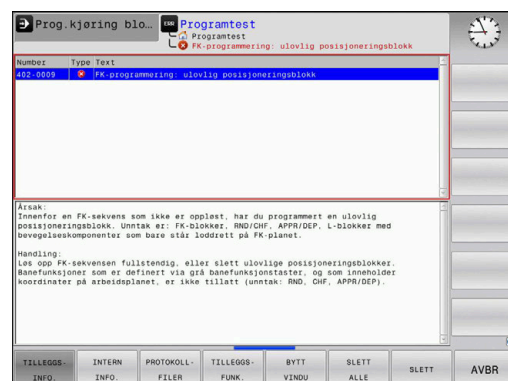 Prog.kjøring blo…
Programtest
Programtest
FK-programmering: ulovlig posisjoneringsblokk
Number Type Text
402-0009 FK-programmering: ulovlig posisjoneringsblokk
Årsak:
Innenfor en FK-sekvens som ikke er oppløst, har du programmert en ulovlig
posisjoneringsblokk. Unntak er: FK-blokker, RND/CHF, APPR/DEP, L-blokker med
bevegelseskomponenter som bare står loddrett på FK-planet.
Handling:
Løs opp FK-sekvensen fullstendig, eller slett ulovlige posisjoneringsblokker.
Banefunksjoner som er definert via grå banefunksjonstaster, og som inneholder
koordinater på arbeidsplanet, er ikke tillatt (unntak: RND, CHF, APPR/DEP).
TILLEGGS-
INFO.
INTERN
INFO.
PROTOKOLL-
FILER
TILLEGGS-
FUNK.
BYTT
VINDU
SLETT
ALLE
SLETT
AVBR